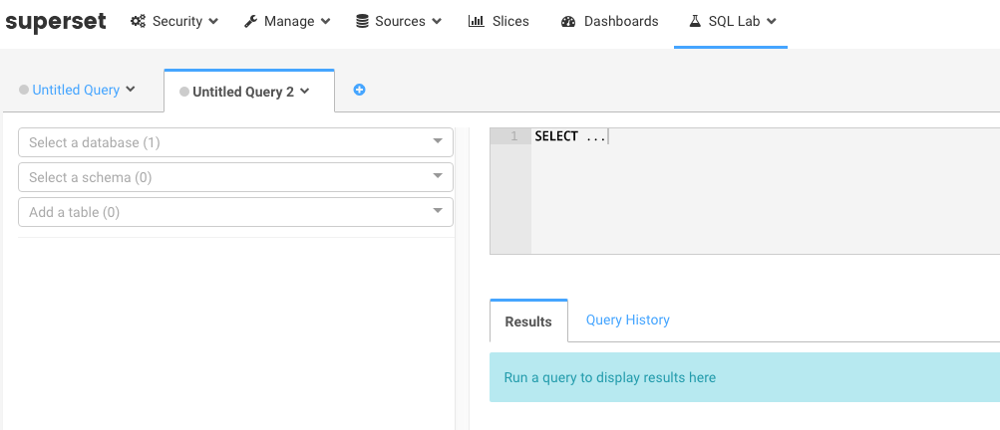 superset Security Manage Sources Slices Dashboards SQL Lab
Untitled Query Untitled Query 2
Select a database (1)
Select a schema (0)
Add a table (0)
1 SELECT ...
Results Query History
Run a query to display results here